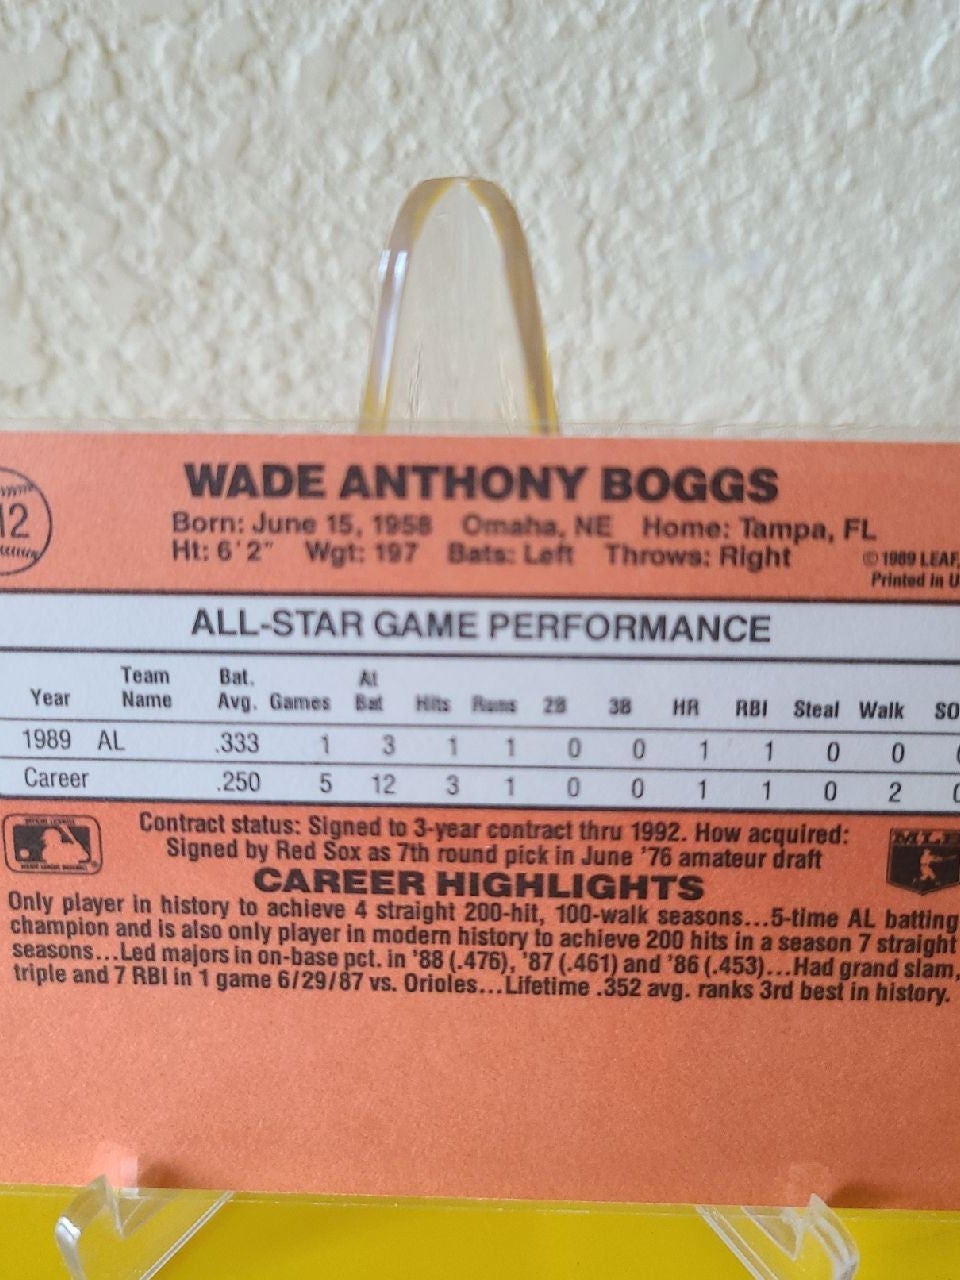 WADE ANTHONY BOGGS
12
Born: June 15, 1958 Omaha, NE Home: Tampa, FL
Ht: 6'2" Wgt: 197 Bats: Left Throws: Right
© 1989 LEAF,
Printed in U
ALL-STAR GAME PERFORMANCE
Year Team Name Bat. Avg. Games At Bat Hits Runs 2B 3B HR RBI Steal Walk SO
1989 AL .333 1 3 1 1 0 0 1 1 0 0
Career .250 5 12 3 1 0 0 1 1 0 2
Contract status: Signed to 3-year contract thru 1992. How acquired:
Signed by Red Sox as 7th round pick in June '76 amateur draft
MLB
CAREER HIGHLIGHTS
Only player in history to achieve 4 straight 200-hit, 100-walk seasons...5-time AL batting
champion and is also only player in modern history to achieve 200 hits in a season 7 straight
seasons...Led majors in on-base pct. in '88 (.476), '87 (.461) and '86 (.453)...Had grand slam,
triple and 7 RBI in 1 game 6/29/87 vs. Orioles...Lifetime .352 avg. ranks 3rd best in history.